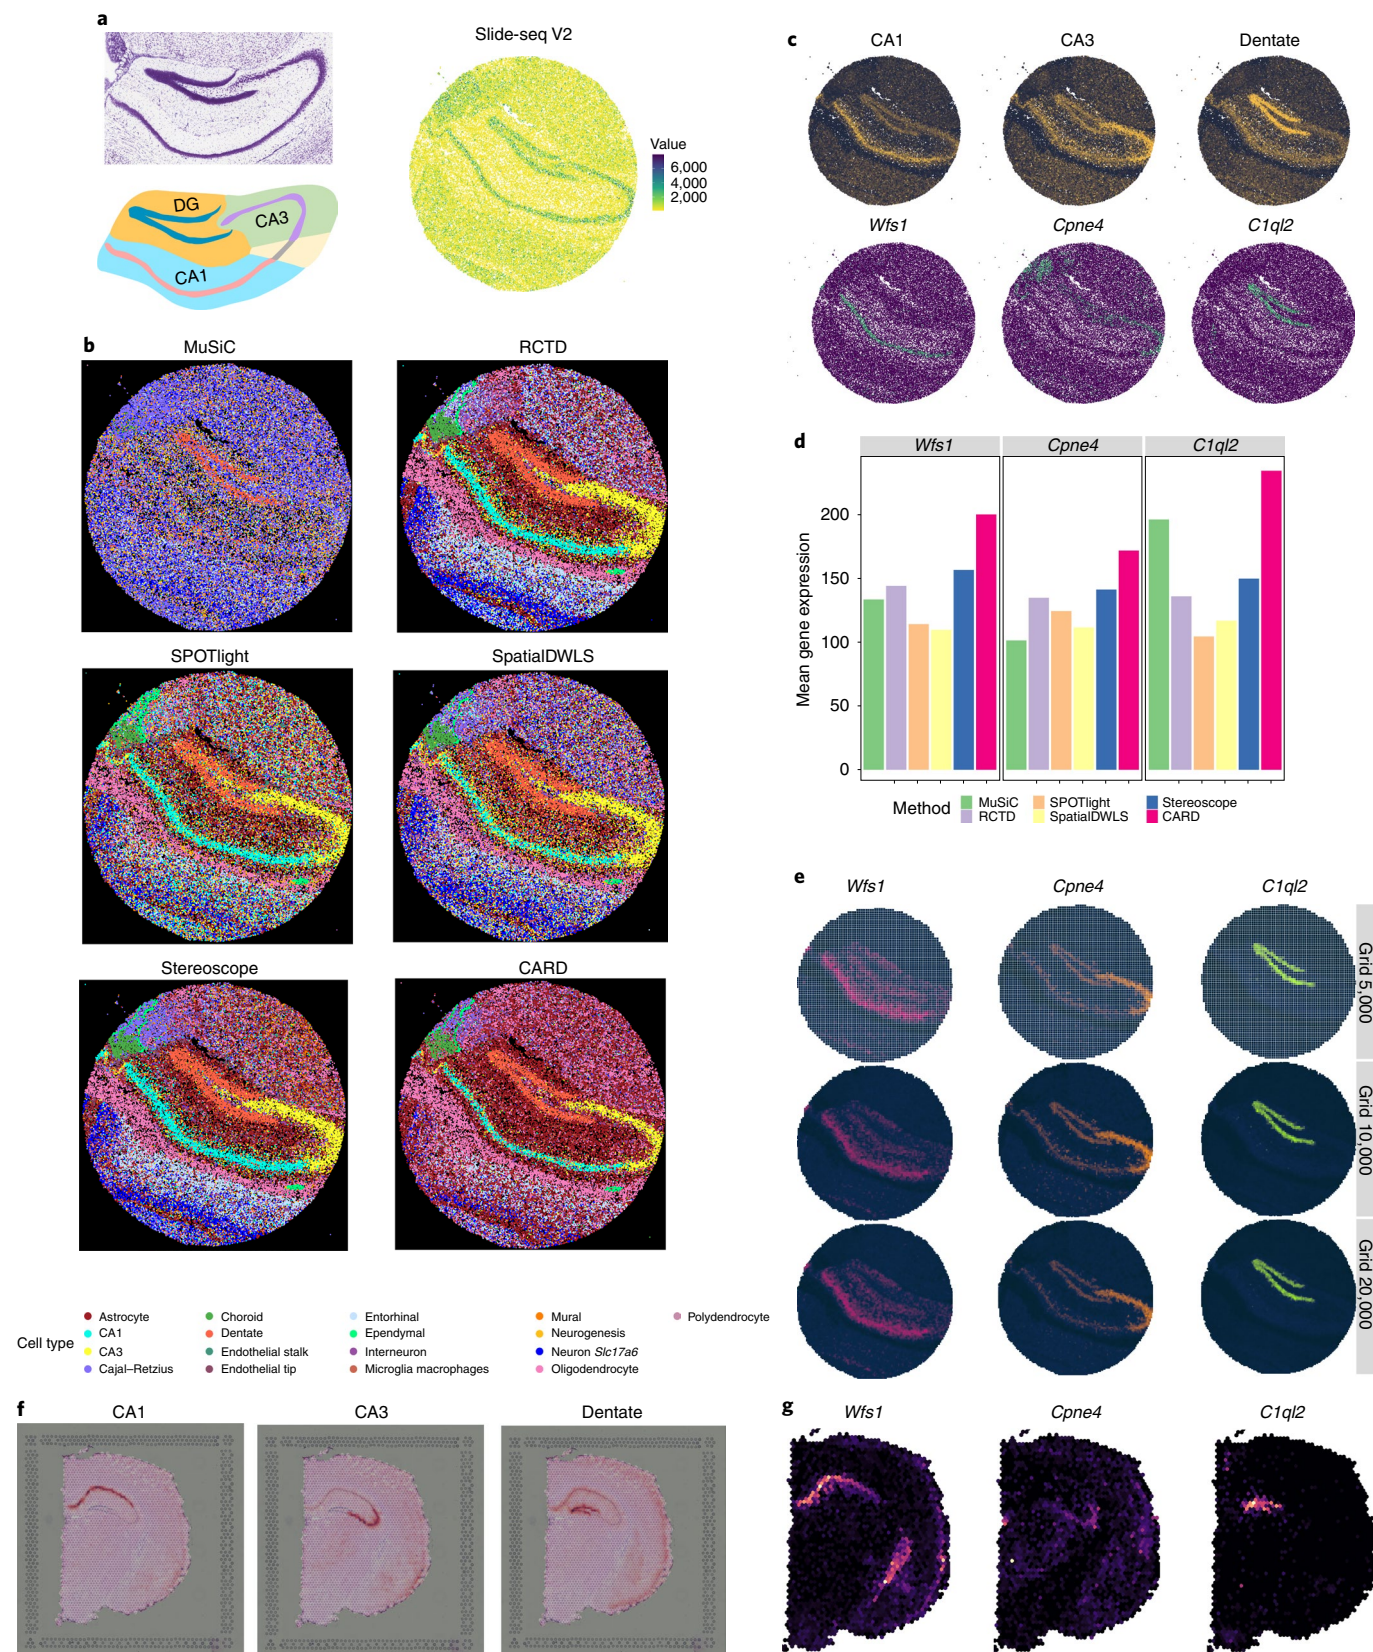 a
Slide-seq V2
Value
6,000
4,000
2,000
DG
CA3
CA1
b
MuSiC
RCTD
SPOTlight
SpatialDWLS
Stereoscope
CARD
Cell type
Astrocyte
CA1
CA3
Cajal–Retzius
Choroid
Dentate
Endothelial stalk
Endothelial tip
Entorhinal
Ependymal
Interneuron
Microglia macrophages
Mural
Neurogenesis
Neuron Slc17a6
Oligodendrocyte
Polydendrocyte
c
CA1
CA3
Dentate
Wfs1
Cpne4
C1ql2
d
Wfs1
Cpne4
C1ql2
Mean gene expression
200
150
100
50
0
Method
MuSiC
RCTD
SPOTlight
SpatialDWLS
Stereoscope
CARD
e
Wfs1
Cpne4
C1ql2
Grid 5,000
Grid 10,000
Grid 20,000
f
CA1
CA3
Dentate
g
Wfs1
Cpne4
C1ql2